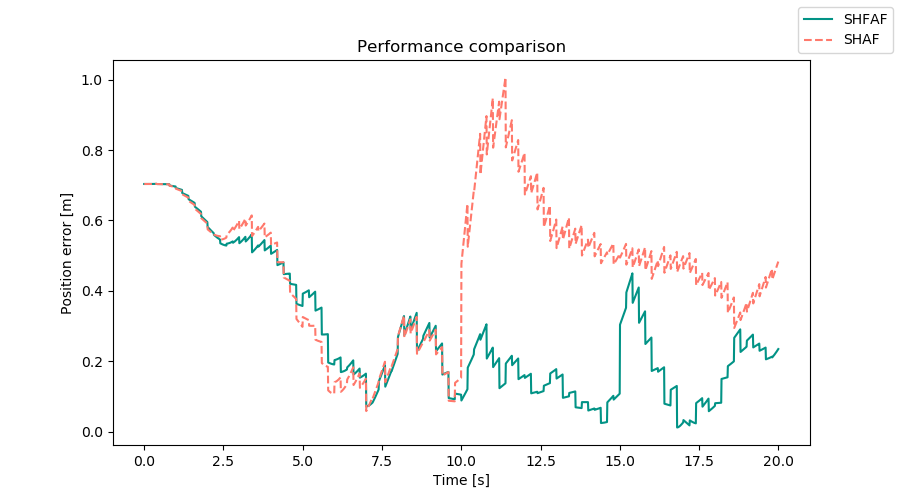 SHFAF
SHAF
Performance comparison
Position error [m]
1.0
0.8
0.6
0.4
0.2
0.0
0.0 2.5 5.0 7.5 10.0 12.5 15.0 17.5 20.0
Time [s]